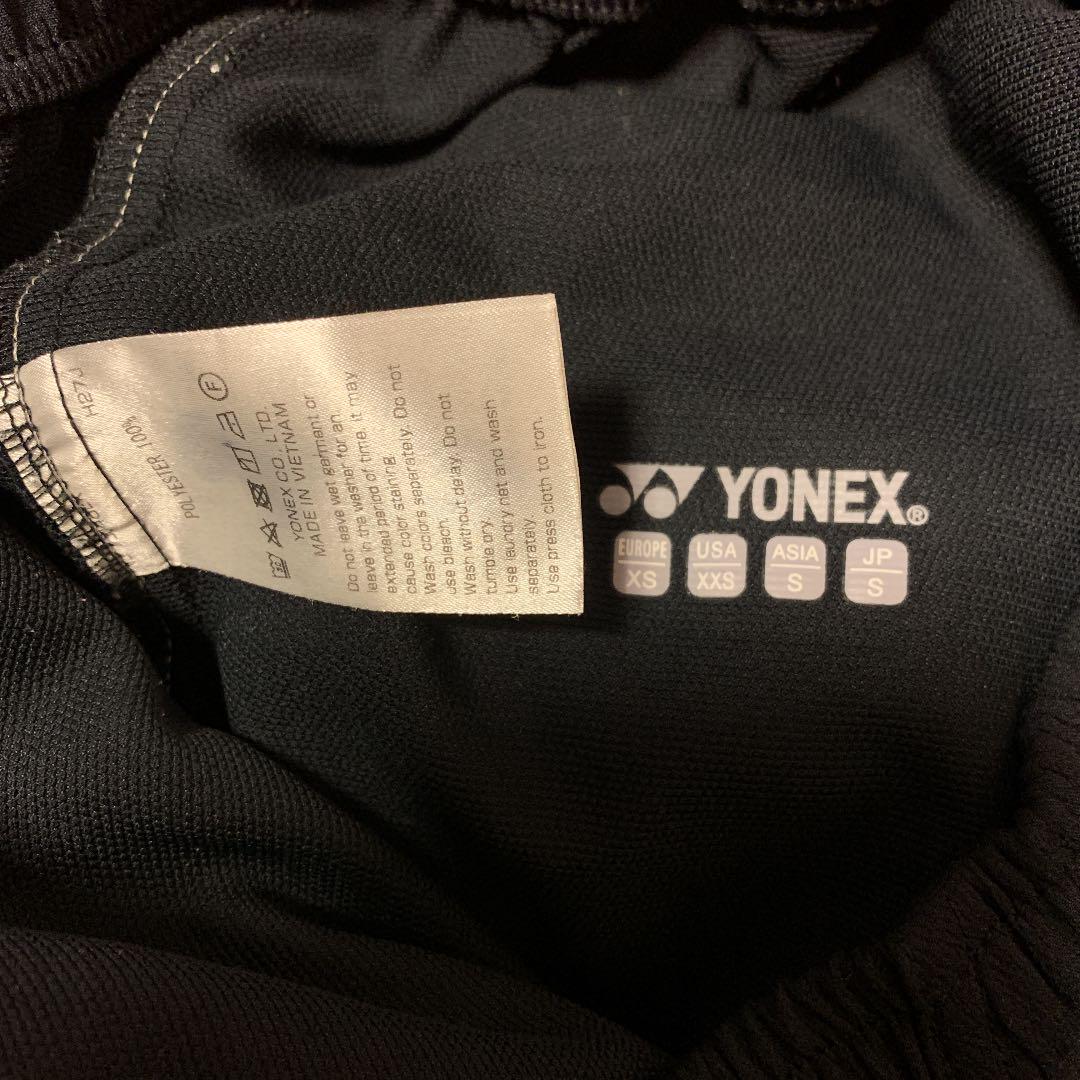 H27J
POLYESTER 100%
F
YONEX CO., LTD.
MADE IN VIETNAM
Do not leave wet garment or
leave in the washer for an
extended period of time. It may
cause color staining.
Wash colors separately. Do not
use bleach.
Wash without delay. Do not
tumble dry.
Use laundry net and wash
separately
Use press cloth to iron.
YONEX®
EUROPE
XS
USA
XXS
ASIA
S
JP
S